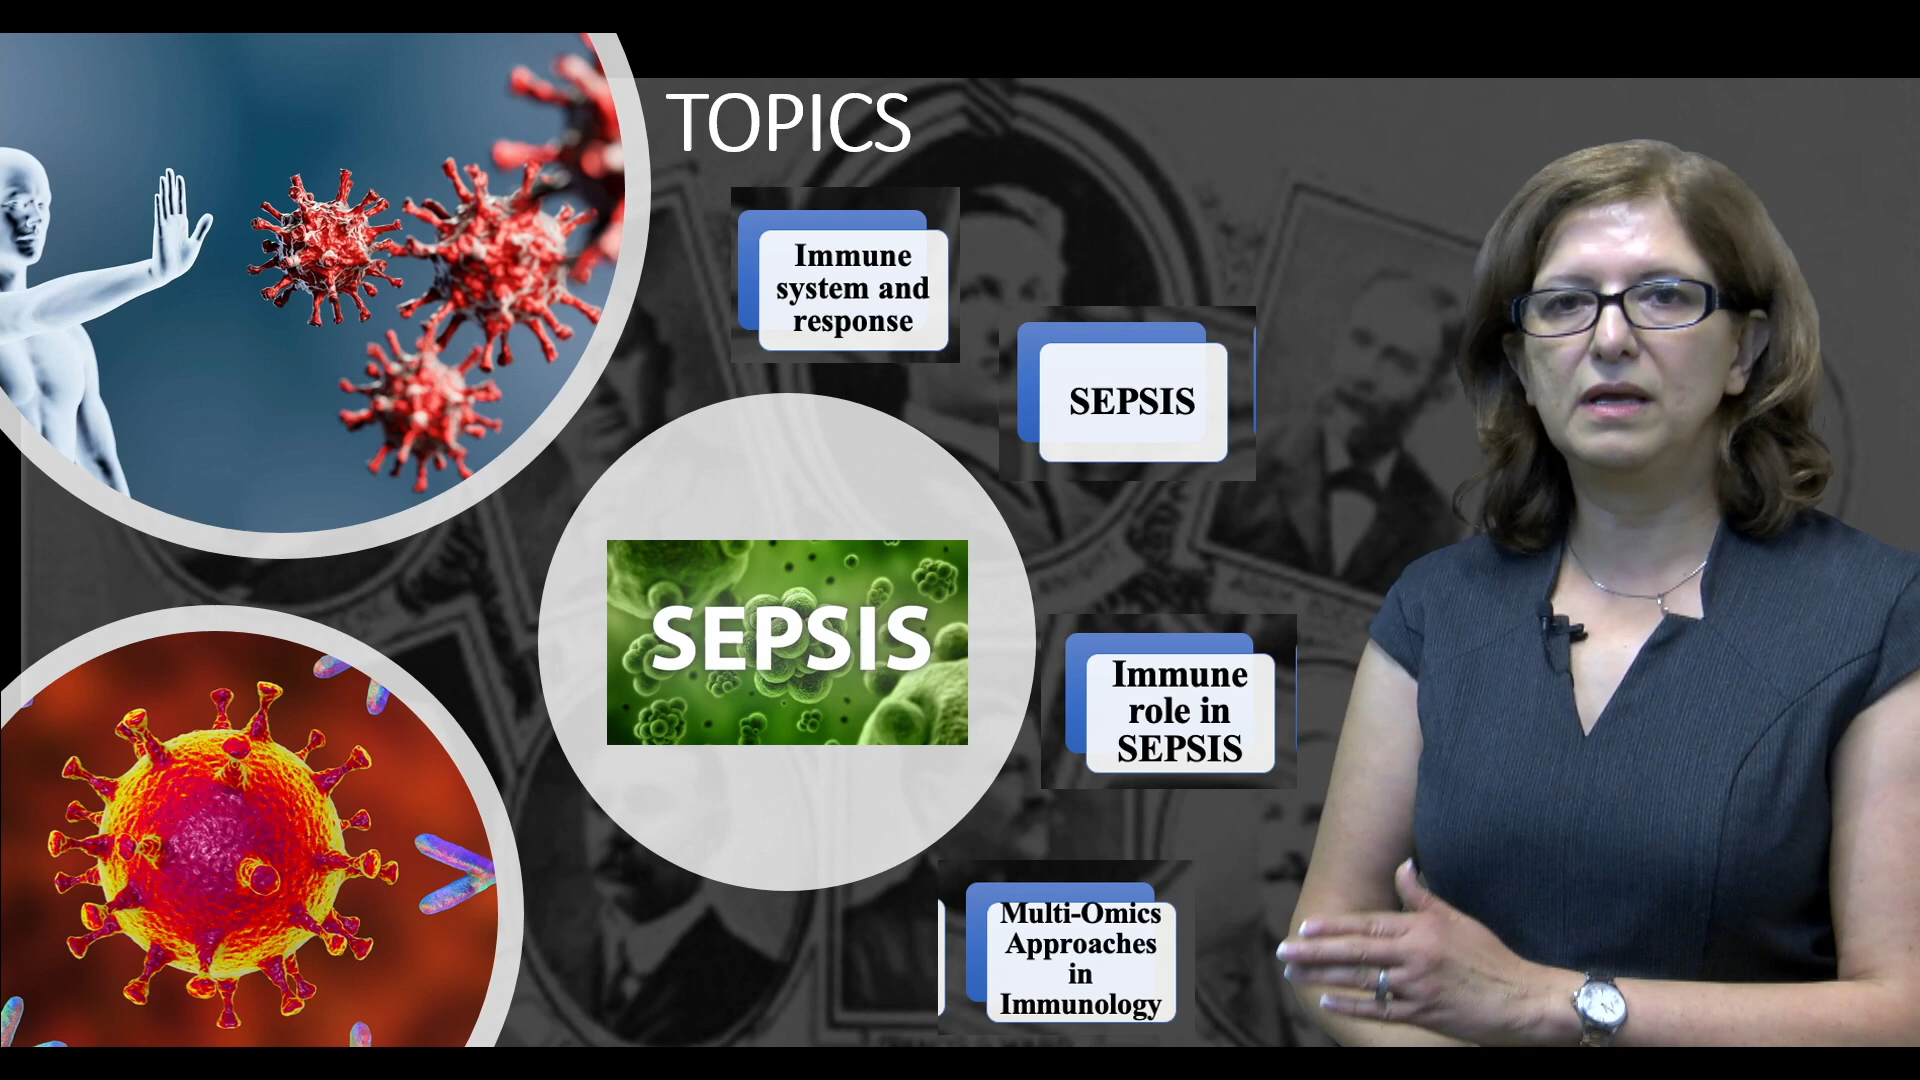 TOPICS
Immune
system and
response
SEPSIS
SEPSIS
Immune
role in
SEPSIS
Multi-Omics
Approaches
in
Immunology